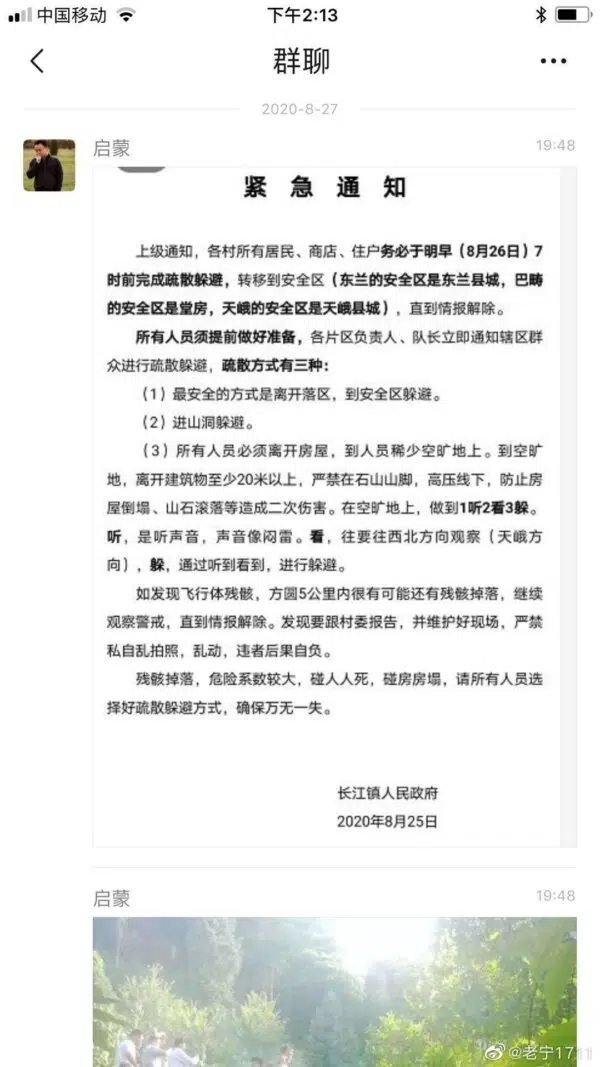 中国移动
下午2:13
群聊
2020-8-27
启蒙
19:48
紧急通知
上级通知，各村所有居民、商店、住户务必于明早（8月26日）7
时前完成疏散躲避，转移到安全区（东兰的安全区是东兰县城，巴畴
的安全区是堂房，天峨的安全区是天峨县城），直到情报解除。
所有人员须提前做好准备，各片区负责人、队长立即通知辖区群
众进行疏散躲避，疏散方式有三种：
（1）最安全的方式是离开落区，到安全区躲避。
（2）进山洞躲避。
（3）所有人员必须离开房屋，到人员稀少空旷地上。到空旷
地，离开建筑物至少20米以上，严禁在石山山脚，高压线下，防止房
屋倒塌、山石滚落等造成二次伤害。在空旷地上，做到1听2看3躲。
听，是听声音，声音像闷雷。看，往要往西北方向观察（天峨方
向），躲，通过听到看到，进行躲避。
如发现飞行体残骸，方圆5公里内很有可能还有残骸掉落，继续
观察警戒，直到情报解除。发现要跟村委报告，并维护好现场，严禁
私自乱拍照，乱动，违者后果自负。
残骸掉落，危险系数较大，碰人人死，碰房房塌，请所有人员选
择好疏散躲避方式，确保万无一失。
长江镇人民政府
2020年8月25日
启蒙
19:48
@老宁1711